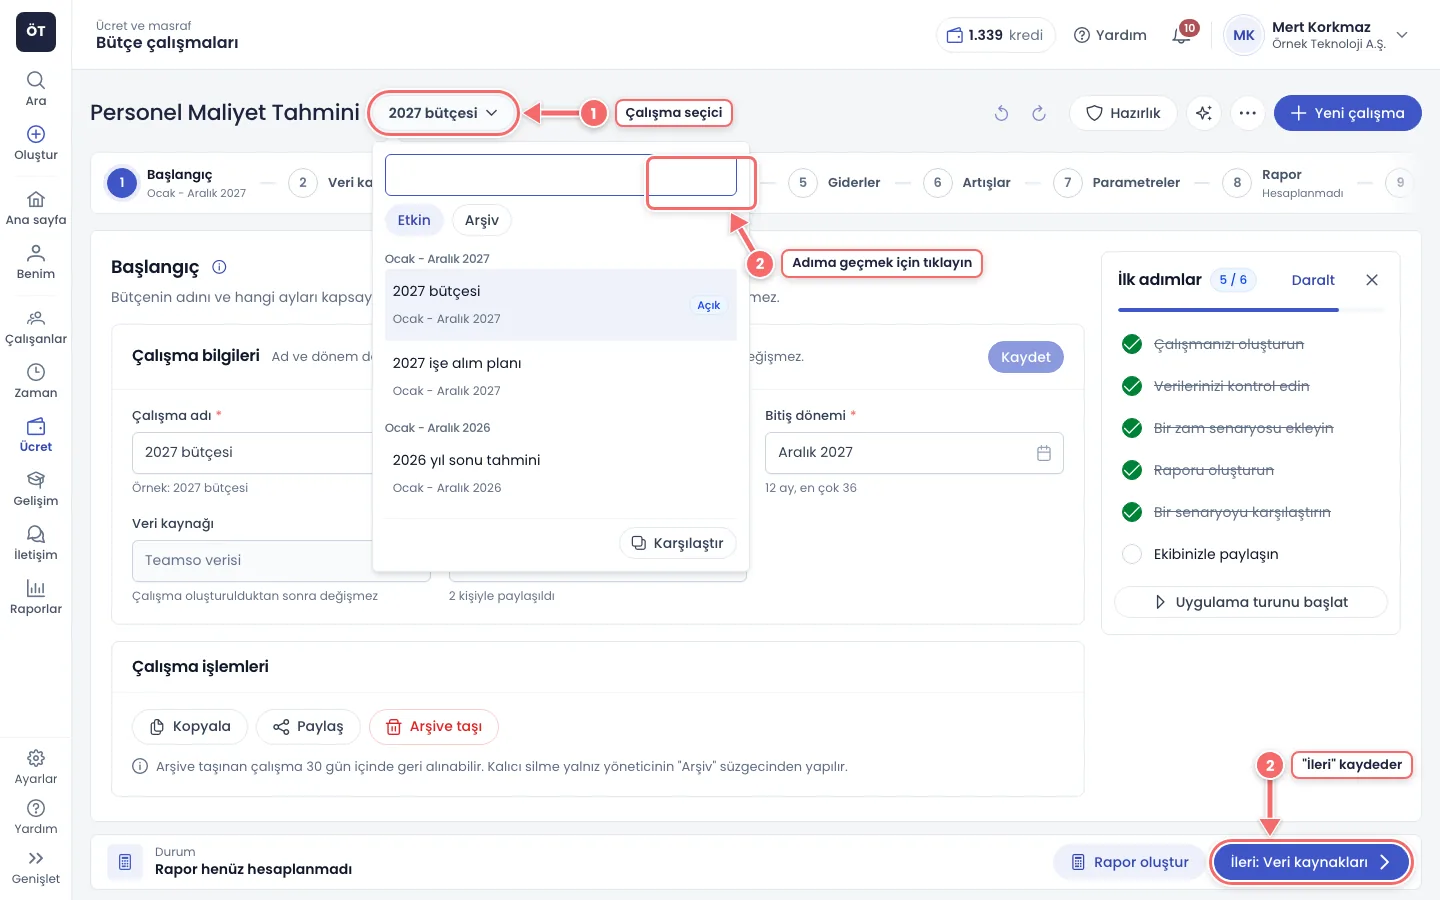 ÖT
Ara
Oluştur
Ana sayfa
Benim
Çalışanlar
Zaman
Ücret
Gelişim
İletişim
Raporlar
Ayarlar
Yardım
Genişlet
Ücret ve masraf
Bütçe çalışmaları
1.339 kredi
Yardım
10
MK
Mert Korkmaz
Örnek Teknoloji A.Ş.
Personel Maliyet Tahmini
2027 bütçesi
1
Çalışma seçici
Hazırlık
Yeni çalışma
1
Başlangıç
Ocak - Aralık 2027
2
Veri ka
5
Giderler
6
Artışlar
7
Parametreler
8
Rapor
Hesaplanmadı
9
Etkin
Arşiv
Ocak - Aralık 2027
2027 bütçesi
Ocak - Aralık 2027
Açık
2027 işe alım planı
Ocak - Aralık 2027
Ocak - Aralık 2026
2026 yıl sonu tahmini
Ocak - Aralık 2026
Karşılaştır
2
Adıma geçmek için tıklayın
Başlangıç
Bütçenin adını ve hangi ayları kapsay
mez.
Çalışma bilgileri
Ad ve dönem de
eğişmez.
Kaydet
Çalışma adı *
2027 bütçesi
Örnek: 2027 bütçesi
Bitiş dönemi *
Aralık 2027
12 ay, en çok 36
Veri kaynağı
Teamso verisi
Çalışma oluşturulduktan sonra değişmez
2 kişiyle paylaşıldı
Çalışma işlemleri
Kopyala
Paylaş
Arşive taşı
Arşive taşınan çalışma 30 gün içinde geri alınabilir. Kalıcı silme yalnız yöneticinin "Arşiv" süzgecinden yapılır.
İlk adımlar
5 / 6
Daralt
Çalışmanızı oluşturun
Verilerinizi kontrol edin
Bir zam senaryosu ekleyin
Raporu oluşturun
Bir senaryoyu karşılaştırın
Ekibinizle paylaşın
Uygulama turunu başlat
2
"İleri" kaydeder
Durum
Rapor henüz hesaplanmadı
Rapor oluştur
İleri: Veri kaynakları